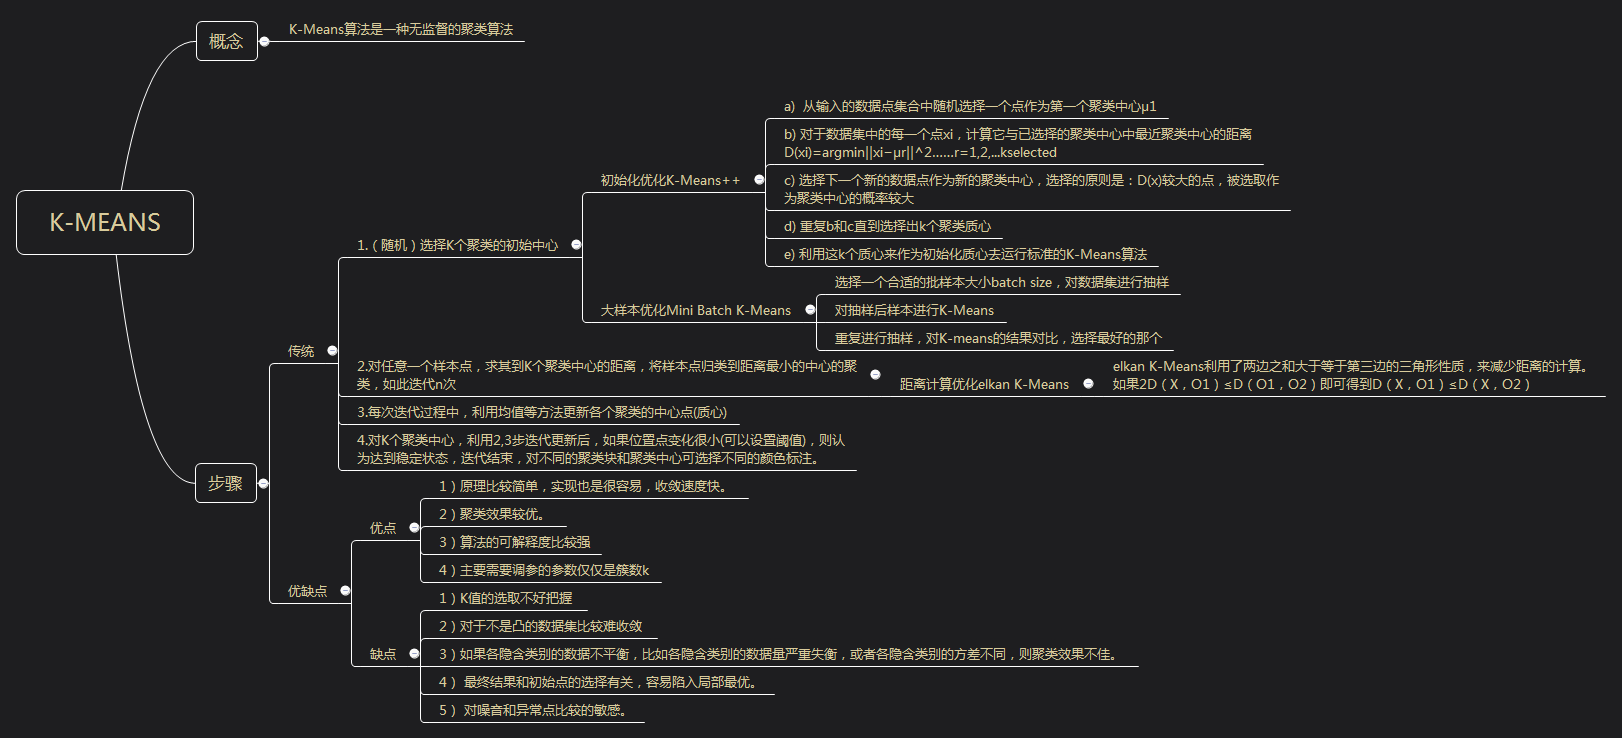 K-MEANS
概念
K-Means算法是一种无监督的聚类算法
步骤
传统
1.（随机）选择K个聚类的初始中心
初始化优化K-Means++
a)  从输入的数据点集合中随机选择一个点作为第一个聚类中心μ1
b) 对于数据集中的每一个点xi，计算它与已选择的聚类中心中最近聚类中心的距离
D(xi)=argmin||xi−μr||^2......r=1,2,...kselected
c) 选择下一个新的数据点作为新的聚类中心，选择的原则是：D(x)较大的点，被选取作
为聚类中心的概率较大
d) 重复b和c直到选择出k个聚类质心
e) 利用这k个质心来作为初始化质心去运行标准的K-Means算法
大样本优化Mini Batch K-Means
选择一个合适的批样本大小batch size，对数据集进行抽样
对抽样后样本进行K-Means
重复进行抽样，对K-means的结果对比，选择最好的那个
2.对任意一个样本点，求其到K个聚类中心的距离，将样本点归类到距离最小的中心的聚
类，如此迭代n次
距离计算优化elkan K-Means
elkan K-Means利用了两边之和大于等于第三边的三角形性质，来减少距离的计算。
如果2D（X，O1）≤D（O1，O2）即可得到D（X，O1）≤D（X，O2）
3.每次迭代过程中，利用均值等方法更新各个聚类的中心点(质心)
4.对K个聚类中心，利用2,3步迭代更新后，如果位置点变化很小(可以设置阈值)，则认
为达到稳定状态，迭代结束，对不同的聚类块和聚类中心可选择不同的颜色标注。
优缺点
优点
1）原理比较简单，实现也是很容易，收敛速度快。
2）聚类效果较优。
3）算法的可解释度比较强
4）主要需要调参的参数仅仅是簇数k
缺点
1）K值的选取不好把握
2）对于不是凸的数据集比较难收敛
3）如果各隐含类别的数据不平衡，比如各隐含类别的数据量严重失衡，或者各隐含类别的方差不同，则聚类效果不佳。
4） 最终结果和初始点的选择有关，容易陷入局部最优。
5） 对噪音和异常点比较的敏感。